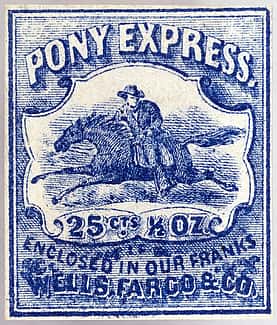 PONY EXPRESS.
25 CTS ½ OZ.
ENCLOSED IN OUR FRANKS
WELLS, FARGO & CO.